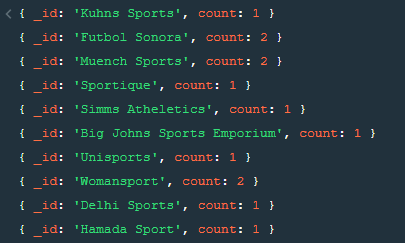 { _id: 'Kuhns Sports', count: 1 }
{ _id: 'Futbol Sonora', count: 2 }
{ _id: 'Muench Sports', count: 2 }
{ _id: 'Sportique', count: 1 }
{ _id: 'Simms Atheletics', count: 1 }
{ _id: 'Big Johns Sports Emporium', count: 1 }
{ _id: 'Unisports', count: 1 }
{ _id: 'Womansport', count: 2 }
{ _id: 'Delhi Sports', count: 1 }
{ _id: 'Hamada Sport', count: 1 }